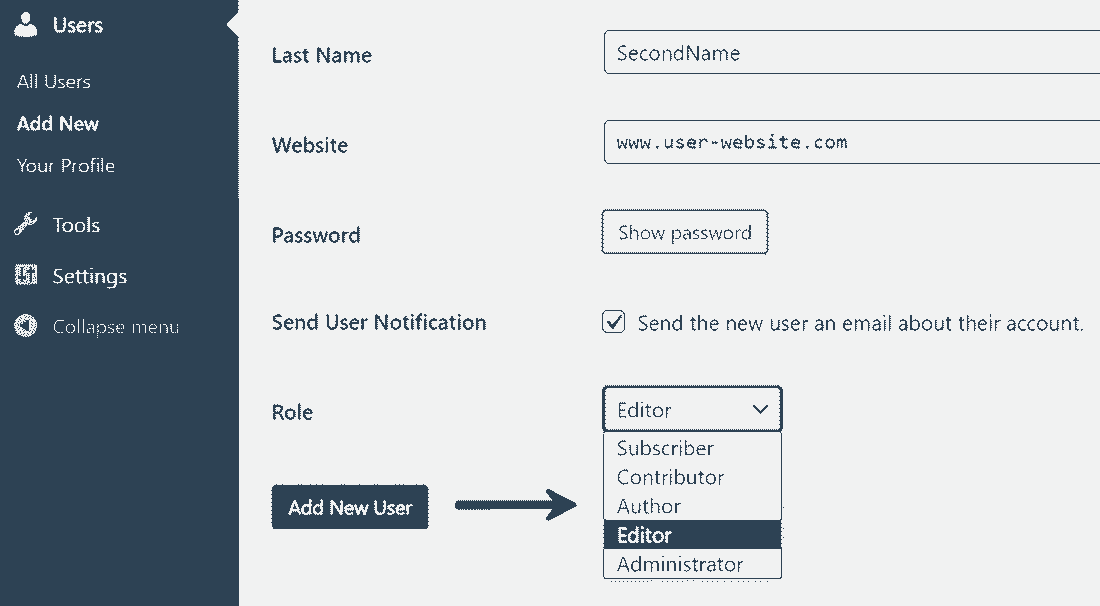 Users
All Users
Add New
Your Profile
Tools
Settings
Collapse menu
Last Name
SecondName
Website
www.user-website.com
Password
Show password
Send User Notification
Send the new user an email about their account.
Role
Editor
Subscriber
Contributor
Author
Editor
Administrator
Add New User